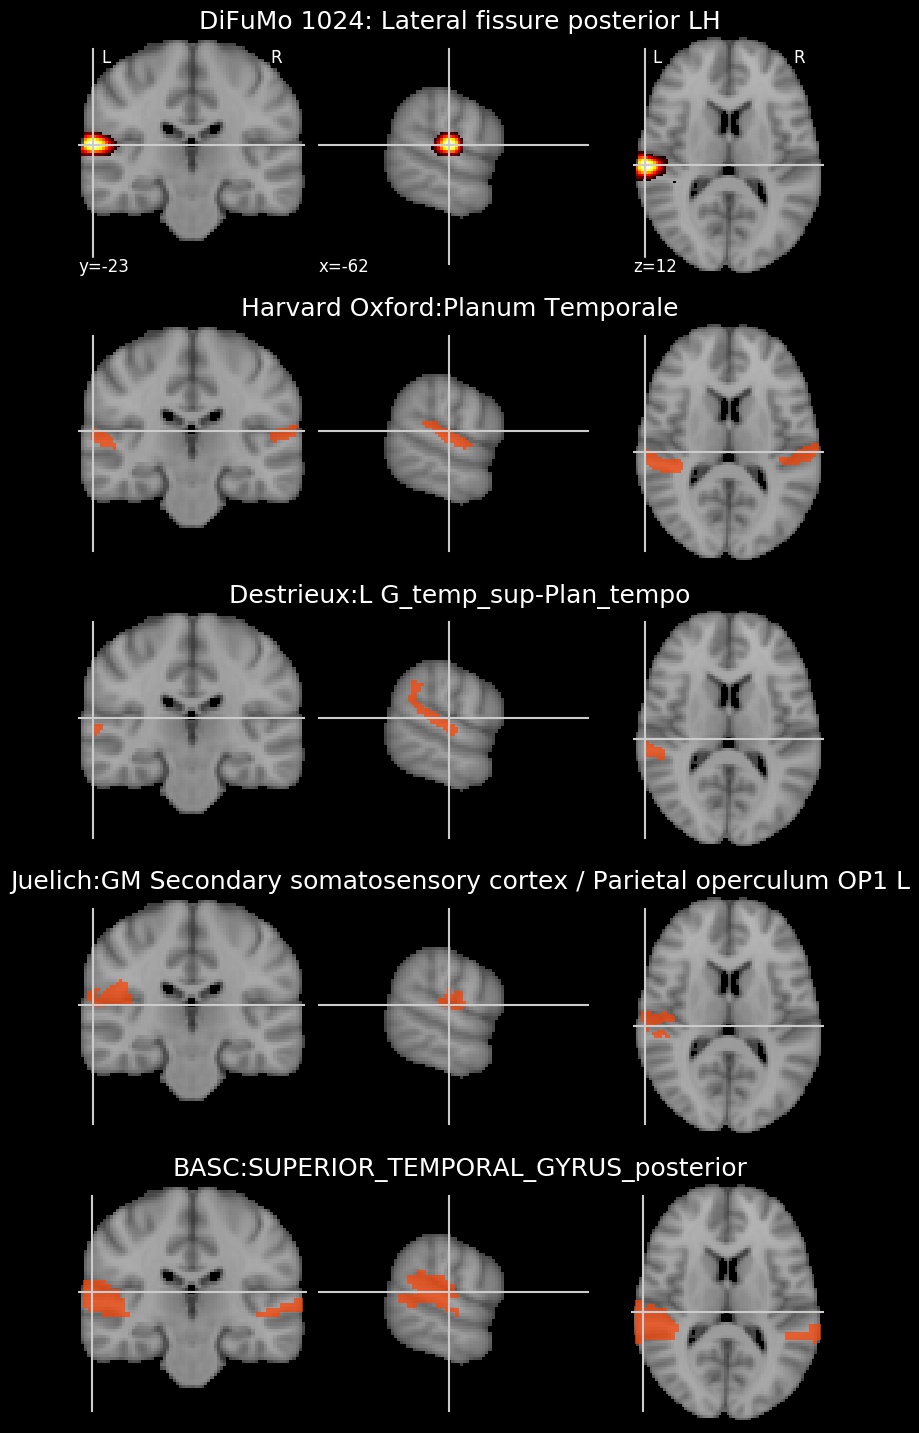 DiFuMo 1024: Lateral fissure posterior LH
L R L R
y=-23 x=-62 z=12
Harvard Oxford:Planum Temporale
Destrieux:L G_temp_sup-Plan_tempo
Juelich:GM Secondary somatosensory cortex / Parietal operculum OP1 L
BASC:SUPERIOR_TEMPORAL_GYRUS_posterior